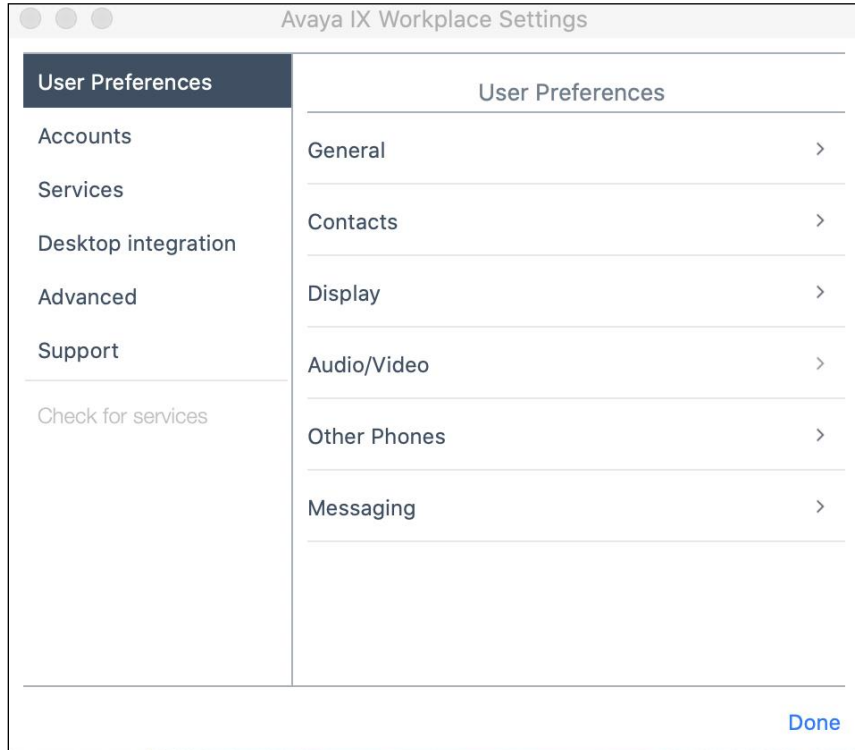 Avaya IX Workplace Settings
User Preferences
Accounts
Services
Desktop integration
Advanced
Support
Check for services
User Preferences
General
Contacts
Display
Audio/Video
Other Phones
Messaging
Done